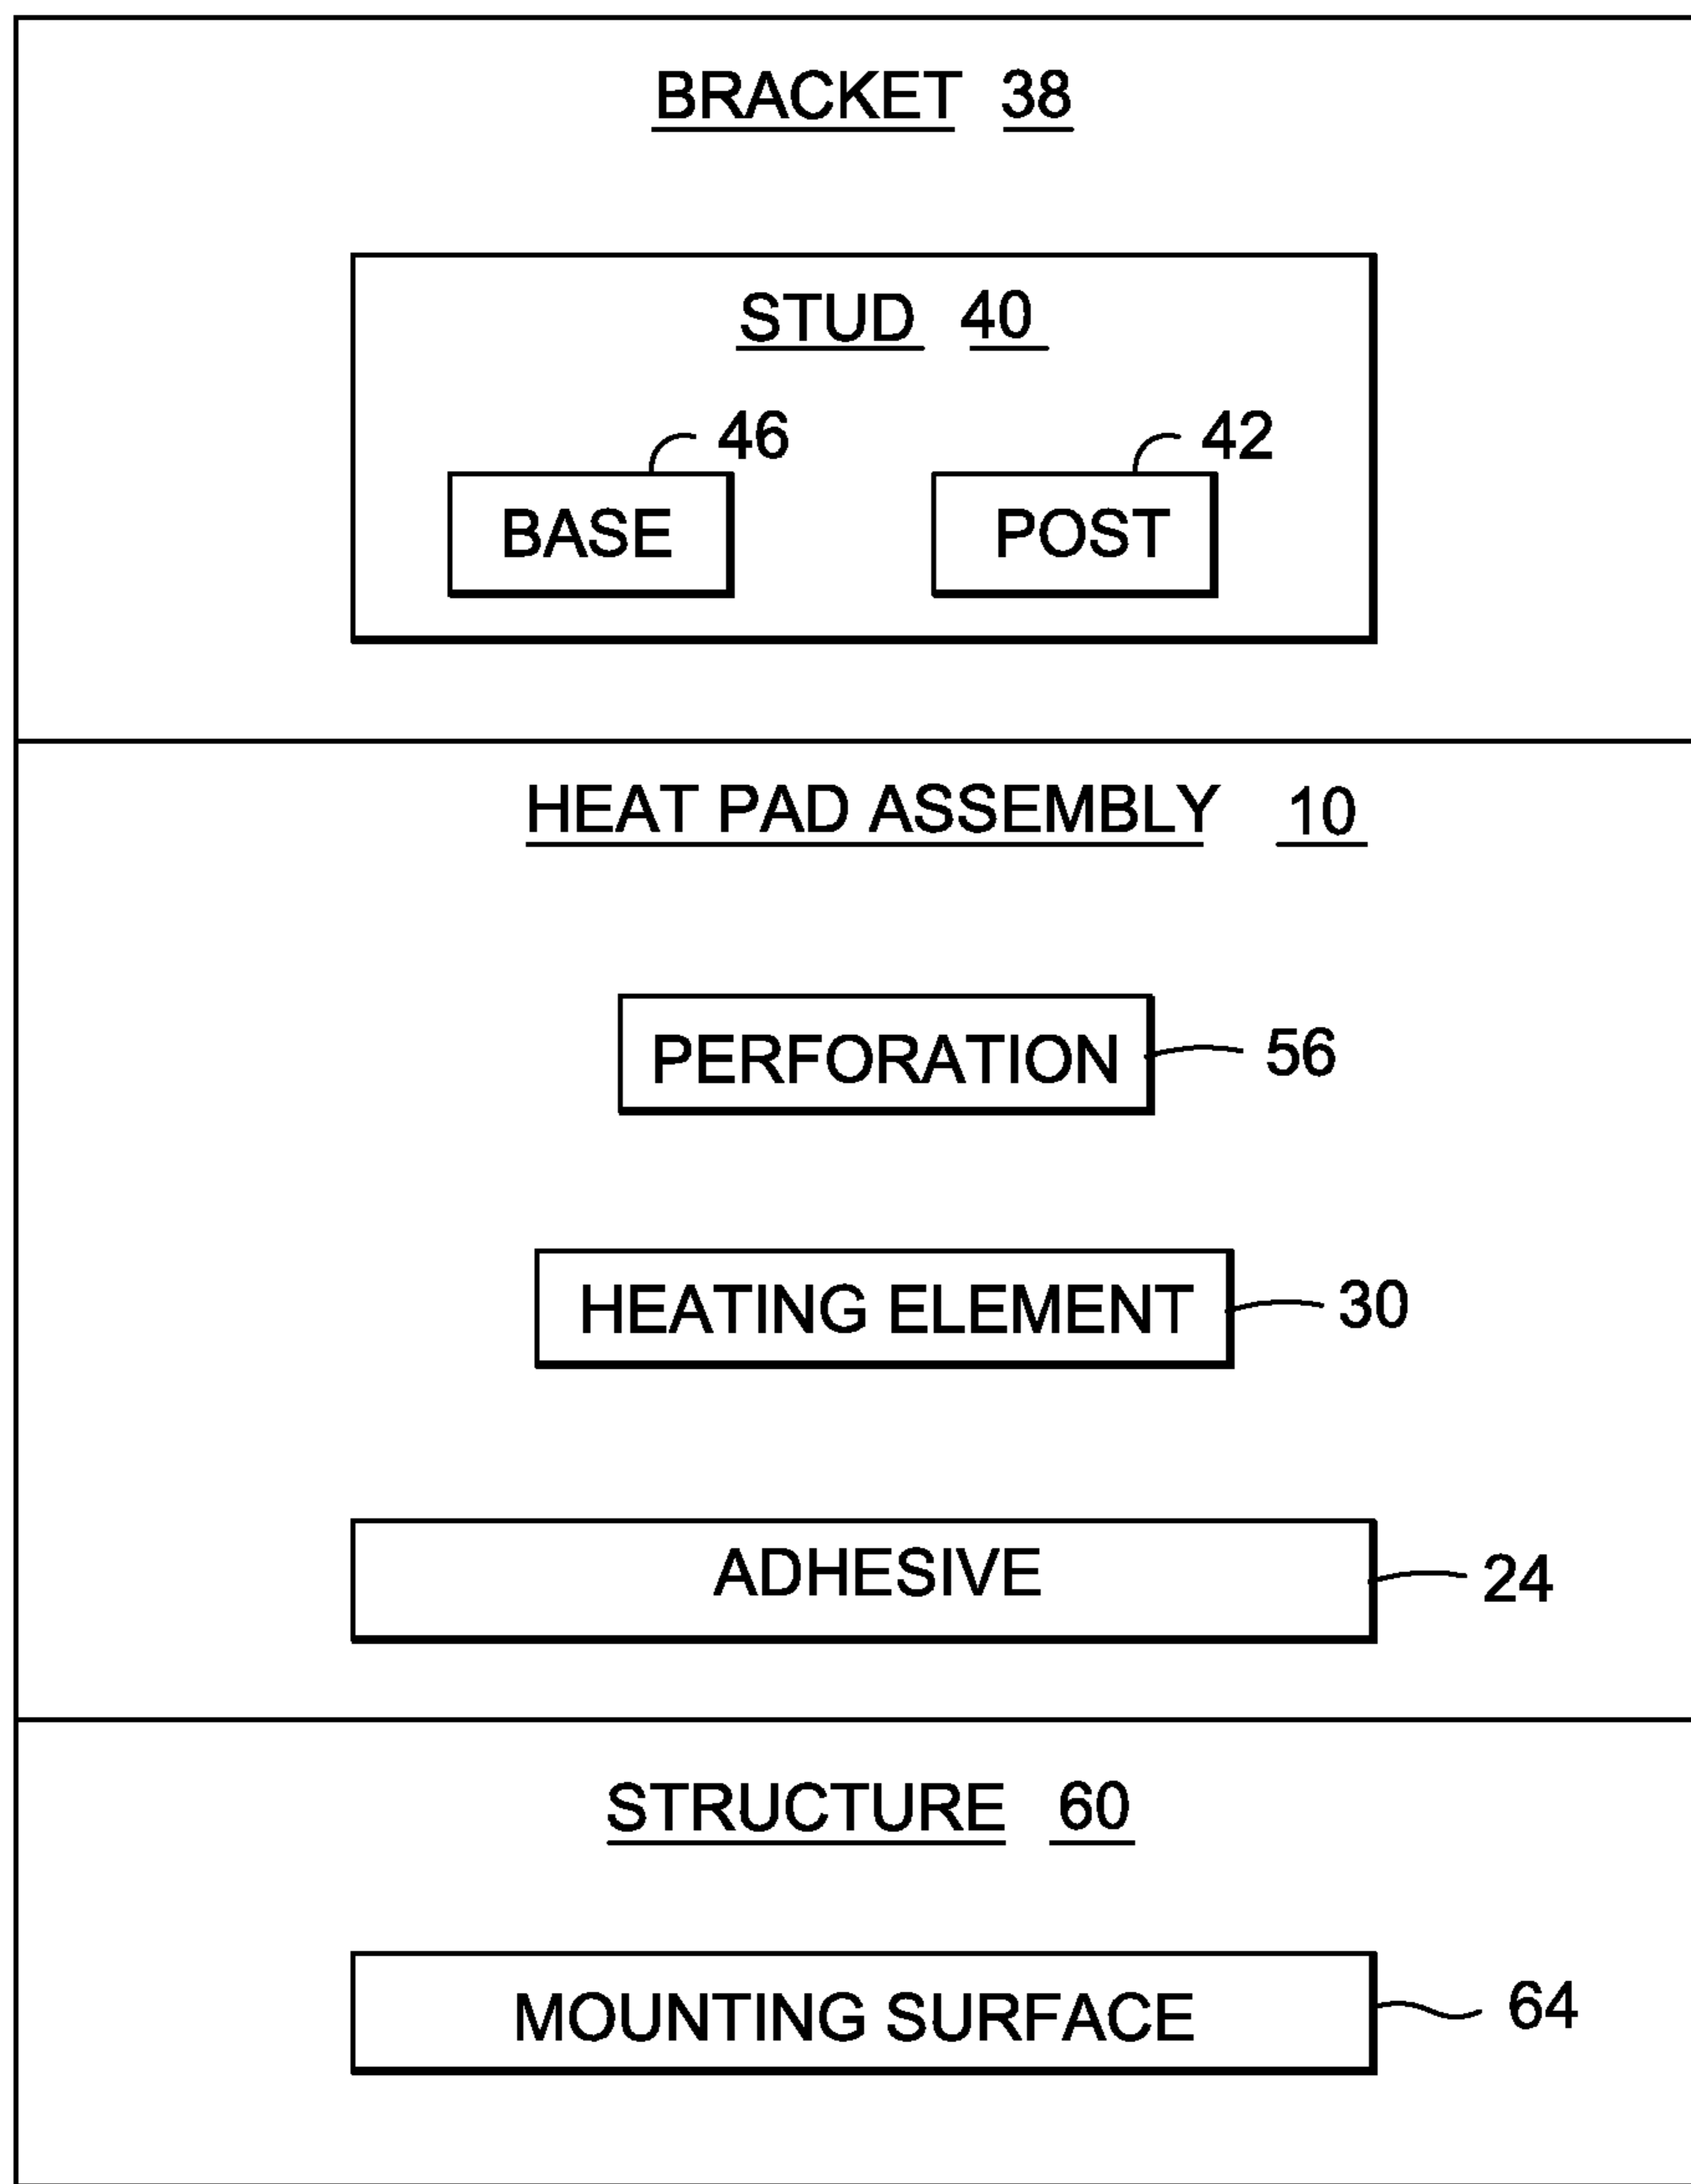 BRACKET 38
STUD 40
46 42
BASE POST
HEAT PAD ASSEMBLY 10
PERFORATION 56
HEATING ELEMENT 30
ADHESIVE 24
STRUCTURE 60
MOUNTING SURFACE 64